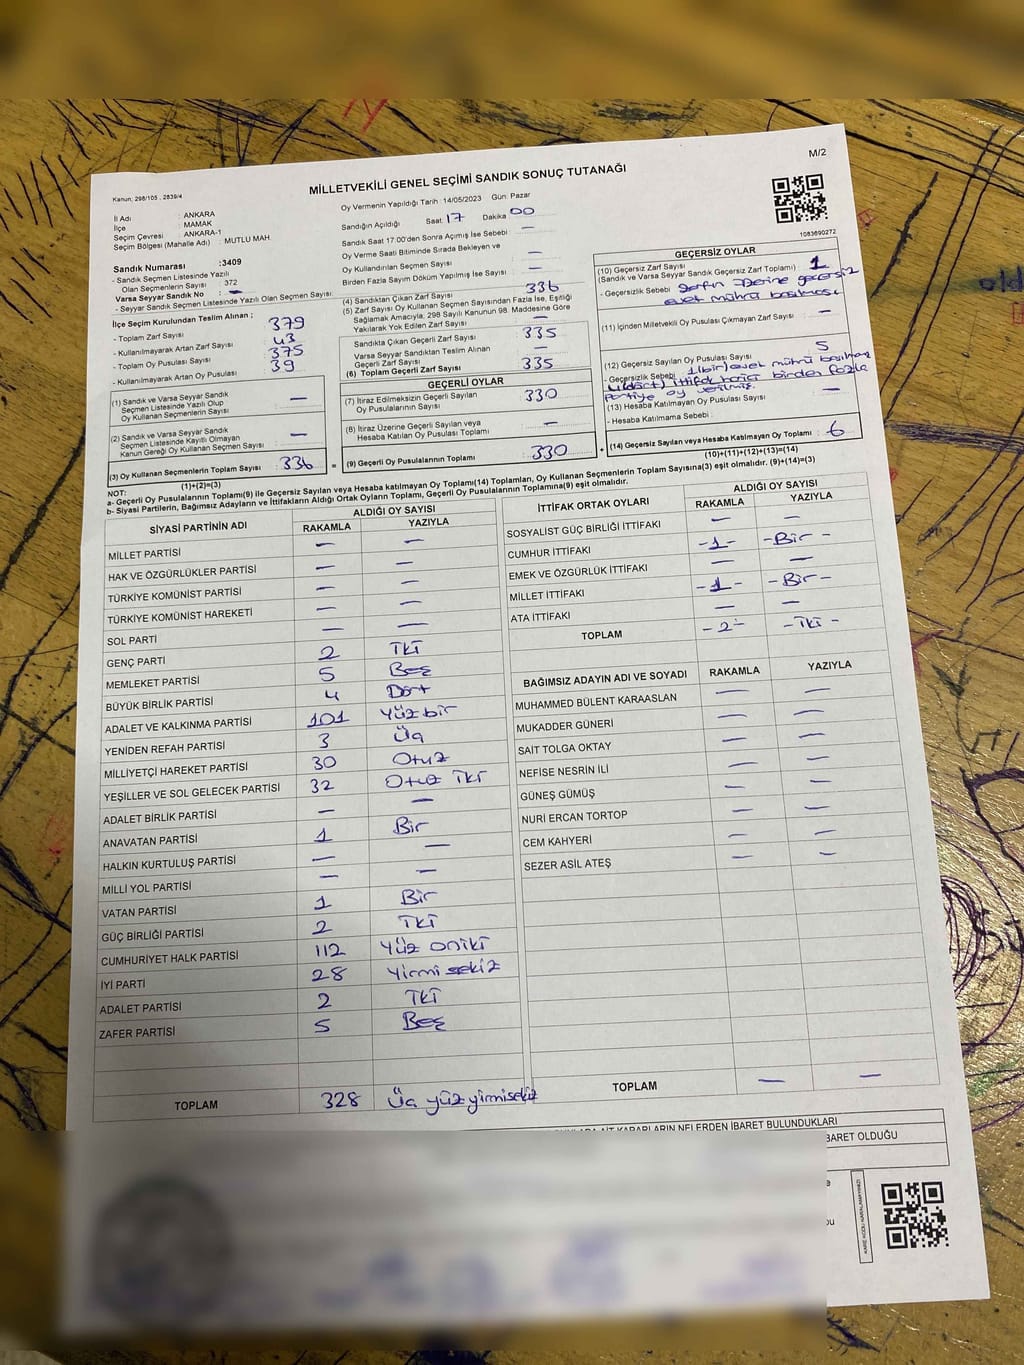 M/2
Kanun: 298/105 , 2839/4
MİLLETVEKİLİ GENEL SEÇİMİ SANDIK SONUÇ TUTANAĞI
İl Adı : ANKARA
İlçe : MAMAK
Seçim Çevresi : ANKARA-1
Seçim Bölgesi (Mahalle Adı) : MUTLU MAH.
Sandık Numarası :3409
- Sandık Seçmen Listesinde Yazılı
Olan Seçmenlerin Sayısı : 372
Varsa Seyyar Sandık No : —
- Seyyar Sandık Seçmen Listesinde Yazılı Olan Seçmen Sayısı:
İlçe Seçim Kurulundan Teslim Alınan ;
- Toplam Zarf Sayısı : 379
- Kullanılmayarak Artan Zarf Sayısı : 43
- Toplam Oy Pusulası Sayısı : 375
- Kullanılmayarak Artan Oy Pusulası : 39
(1) Sandık ve Varsa Seyyar Sandık
Seçmen Listesinde Yazılı Olup
Oy Kullanan Seçmenlerin Sayısı —
(2) Sandık ve Varsa Seyyar Sandık
Seçmen Listesinde Kayıtlı Olmayan
Kanun Gereği Oy Kullanan Seçmen Sayısı —
(3) Oy Kullanan Seçmenlerin Toplam Sayısı : 336
(1)+(2)=(3)
Oy Vermenin Yapıldığı Tarih : 14/05/2023 Gün: Pazar
Sandığın Açıldığı Saat: 17 Dakika 00
Sandık Saat 17:00'den Sonra Açılmış İse Sebebi : —
Oy Verme Saati Bitiminde Sırada Bekleyen ve
Oy Kullandırılan Seçmen Sayısı : —
Birden Fazla Sayım Döküm Yapılmış İse Sayısı : —
(4) Sandıktan Çıkan Zarf Sayısı : 336
(5) Zarf Sayısı Oy Kullanan Seçmen Sayısından Fazla İse, Eşitliği
Sağlamak Amacıyla, 298 Sayılı Kanunun 98. Maddesine Göre
Yakılarak Yok Edilen Zarf Sayısı : —
Sandıkta Çıkan Geçerli Zarf Sayısı : 335
Varsa Seyyar Sandıktan Teslim Alınan
Geçerli Zarf Sayısı : —
(6) Toplam Geçerli Zarf Sayısı : 335
GEÇERLİ OYLAR
(7) İtiraz Edilmeksizin Geçerli Sayılan
Oy Pusulalarının Sayısı : 330
(8) İtiraz Üzerine Geçerli Sayılan veya
Hesaba Katılan Oy Pusulası Toplamı : —
= (9) Geçerli Oy Pusulalarının Toplamı : 330
1083690272
GEÇERSİZ OYLAR
(10) Geçersiz Zarf Sayısı
(Sandık ve Varsa Seyyar Sandık Geçersiz Zarf Toplamı) : 1
- Geçersizlik Sebebi : zarfın üzerine geçersiz
evet mührü basılması
(11) İçinden Milletvekili Oy Pusulası Çıkmayan Zarf Sayısı : —
(12) Geçersiz Sayılan Oy Pusulası Sayısı : 5
- Geçersizlik Sebebi : 1(bir) evet mührü basılmaz
4(dört) ittifak harici birden fazla
partiye oy verilmiş.
(13) Hesaba Katılmayan Oy Pusulası Sayısı : —
- Hesaba Katılmama Sebebi :
+ (14) Geçersiz Sayılan veya Hesaba Katılmayan Oy Toplamı : 6
(10)+(11)+(12)+(13)=(14)
NOT:
a- Geçerli Oy Pusulalarının Toplamı(9) ile Geçersiz Sayılan veya Hesaba Katılmayan Oy Toplamı(14) Toplamları, Oy Kullanan Seçmenlerin Toplam Sayısına(3) eşit olmalıdır. (9)+(14)=(3)
b- Siyasi Partilerin, Bağımsız Adayların ve İttifakların Aldığı Ortak Oyların Toplamı, Geçerli Oy Pusulalarının Toplamına(9) eşit olmalıdır.
SİYASİ PARTİNİN ADI ALDIĞI OY SAYISI
RAKAMLA YAZIYLA
MİLLET PARTİSİ — —
HAK VE ÖZGÜRLÜKLER PARTİSİ — —
TÜRKİYE KOMÜNİST PARTİSİ — —
TÜRKİYE KOMÜNİST HAREKETİ — —
SOL PARTİ — —
GENÇ PARTİ 2 İki
MEMLEKET PARTİSİ 5 Beş
BÜYÜK BİRLİK PARTİSİ 4 Dört
ADALET VE KALKINMA PARTİSİ 101 Yüz bir
YENİDEN REFAH PARTİSİ 3 Üç
MİLLİYETÇİ HAREKET PARTİSİ 30 Otuz
YEŞİLLER VE SOL GELECEK PARTİSİ 32 Otuz İki
ADALET BİRLİK PARTİSİ — —
ANAVATAN PARTİSİ 1 Bir
HALKIN KURTULUŞ PARTİSİ — —
MİLLİ YOL PARTİSİ — —
VATAN PARTİSİ 1 Bir
GÜÇ BİRLİĞİ PARTİSİ 2 İki
CUMHURİYET HALK PARTİSİ 112 Yüz oniki
İYİ PARTİ 28 Yirmi sekiz
ADALET PARTİSİ 2 İki
ZAFER PARTİSİ 5 Beş
TOPLAM 328 Üç yüz yirmisekiz
İTTİFAK ORTAK OYLARI ALDIĞI OY SAYISI
RAKAMLA YAZIYLA
SOSYALİST GÜÇ BİRLİĞİ İTTİFAKI — —
CUMHUR İTTİFAKI -1- -Bir-
EMEK VE ÖZGÜRLÜK İTTİFAKI — —
MİLLET İTTİFAKI -1- -Bir-
ATA İTTİFAKI — —
TOPLAM -2- -İki-
BAĞIMSIZ ADAYIN ADI VE SOYADI RAKAMLA YAZIYLA
MUHAMMED BÜLENT KARAASLAN — —
MUKADDER GÜNERİ — —
SAİT TOLGA OKTAY — —
NEFİSE NESRİN İLİ — —
GÜNEŞ GÜMÜŞ — —
NURİ ERCAN TORTOP — —
CEM KAHYERİ — —
SEZER ASİL ATEŞ — —
TOPLAM — —
KARARLARIN NELERDEN İBARET BULUNDUKLARI
BARET OLDUĞU